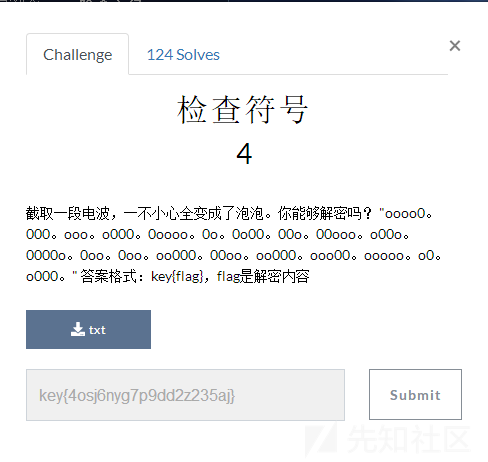 Challenge
124 Solves
×
检查符号
4
截取一段电波，一不小心全变成了泡泡。你能够解密吗？"oooo0。
000。ooo。o000。0oooo。0o。0o00。00o。00ooo。o00o。
0000o。0oo。0oo。oo000。00oo。oo000。ooo00。ooooo。o0。
o000。" 答案格式：key{flag}，flag是解密内容
txt
key{4osj6nyg7p9dd2z235aj}
Submit
先知社区